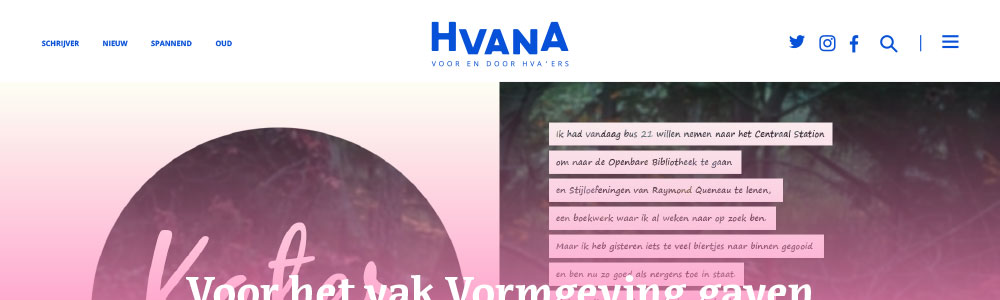 SCHRIJVER NIEUW SPANNEND OUD
HVANA
VOOR EN DOOR HVA'ERS
Ik had vandaag bus 21 willen nemen naar het Centraal Station
om naar de Openbare Bibliotheek te gaan
en Stijloefeningen van Raymond Queneau te lenen,
een boekwerk waar ik al weken naar op zoek ben.
Maar ik heb gisteren iets te veel biertjes naar binnen gegooid
en ben nu zo goed als nergens toe in staat.
Kater
Voor het vak Vormgeving gaven